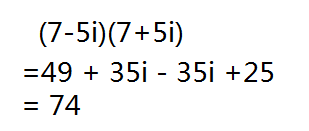 (7-5i)(7+5i)
=49 + 35i - 35i +25
= 74